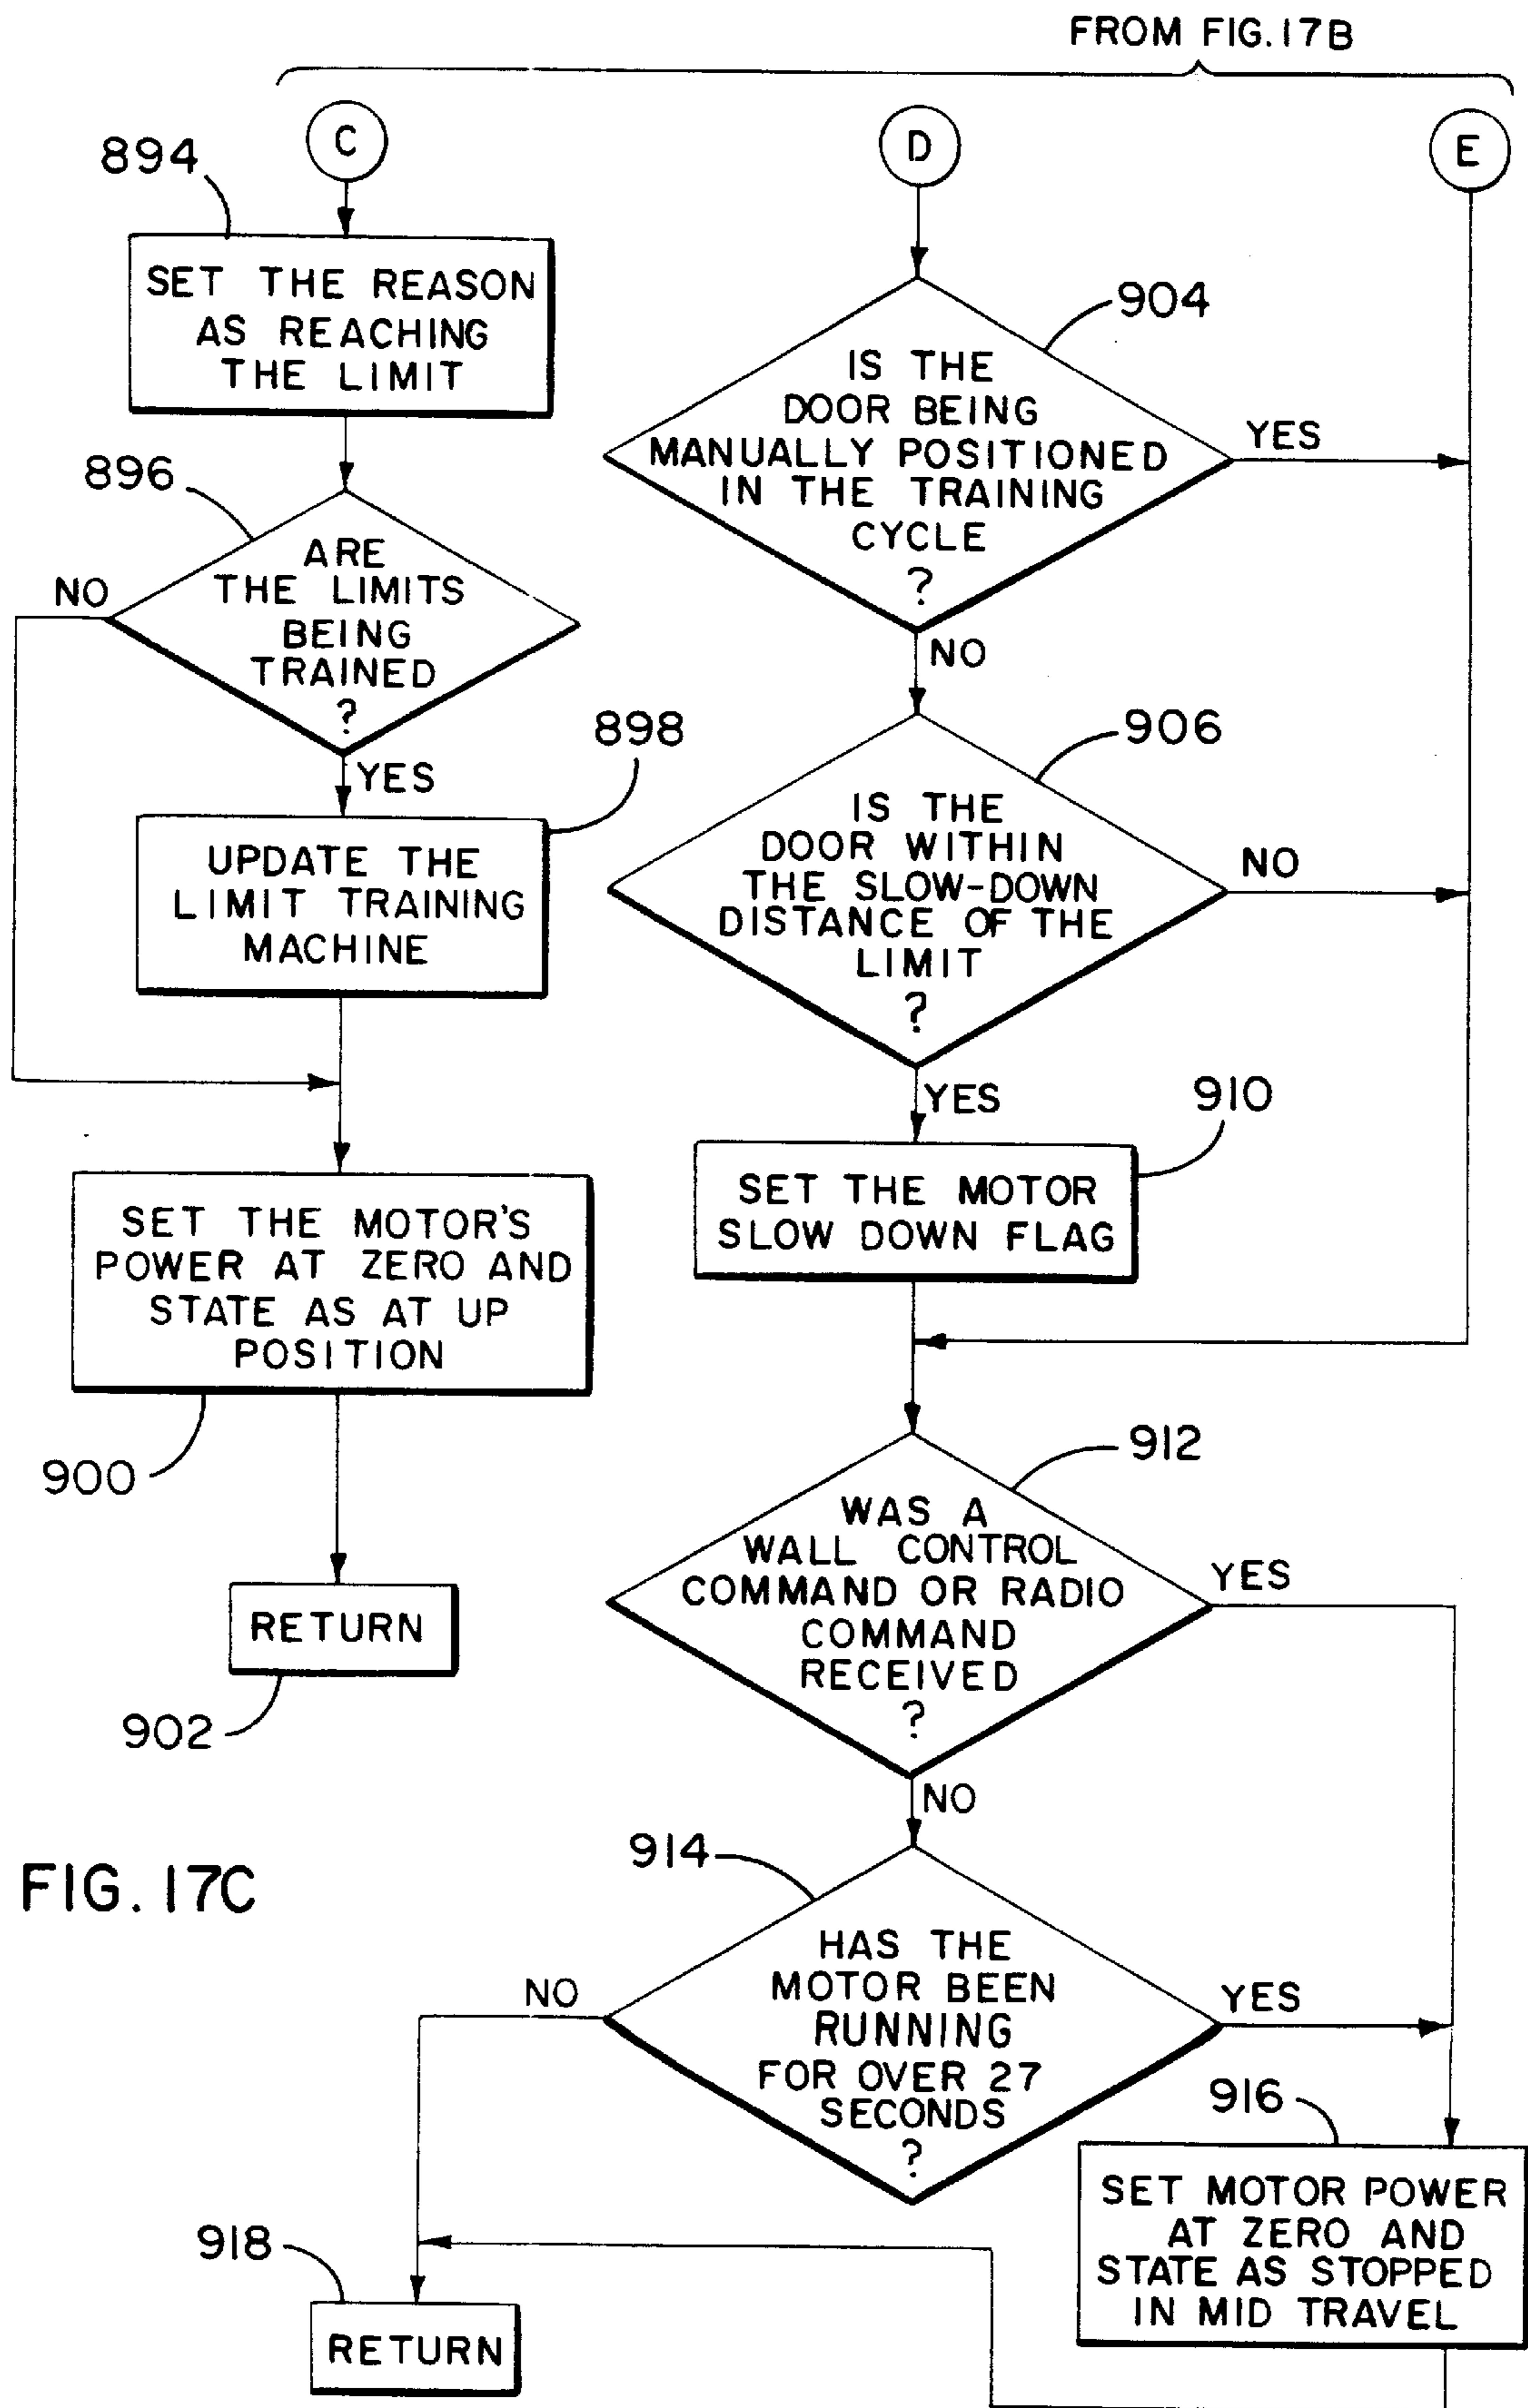 FROM FIG. 17B
C
894
SET THE REASON
AS REACHING
THE LIMIT
896
ARE
THE LIMITS
BEING
TRAINED
?
NO
YES
898
UPDATE THE
LIMIT TRAINING
MACHINE
SET THE MOTOR'S
POWER AT ZERO AND
STATE AS AT UP
POSITION
900
RETURN
902
D
904
IS THE
DOOR BEING
MANUALLY POSITIONED
IN THE TRAINING
CYCLE
?
YES
NO
906
IS THE
DOOR WITHIN
THE SLOW-DOWN
DISTANCE OF THE
LIMIT
?
NO
YES
910
SET THE MOTOR
SLOW DOWN FLAG
E
912
WAS A
WALL CONTROL
COMMAND OR RADIO
COMMAND
RECEIVED
?
YES
NO
914
HAS THE
MOTOR BEEN
RUNNING
FOR OVER 27
SECONDS
?
NO
YES
916
SET MOTOR POWER
AT ZERO AND
STATE AS STOPPED
IN MID TRAVEL
918
RETURN
FIG. 17C